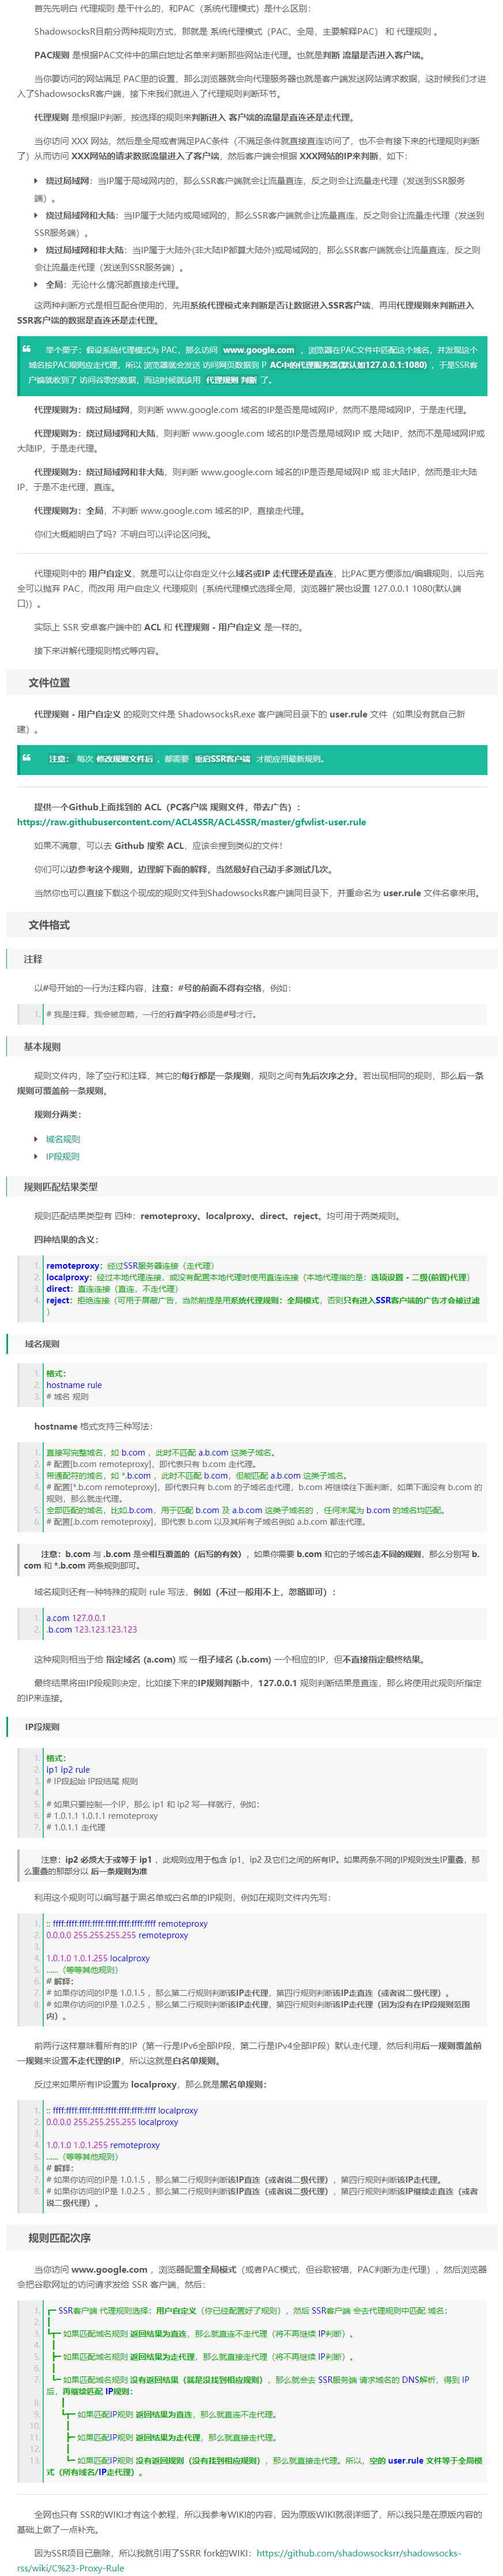 首先先明白 代理规则 是干什么的，和PAC（系统代理模式）是什么区别：
ShadowsocksR目前分两种规则方式，那就是 系统代理模式（PAC、全局，主要解释PAC） 和 代理规则 。
PAC规则 是根据PAC文件中的黑白地址名单来判断那些网站走代理。也就是判断 流量是否进入客户端。
当你要访问的网站满足 PAC里的设置，那么浏览器就会向代理服务器也就是客户端发送网站请求数据，这时候我们才进
入了ShadowsocksR客户端，接下来我们就进入了代理规则判断环节。
代理规则 是根据IP判断，按选择的规则来判断进入 客户端的流量是直连还是走代理。
当你访问 XXX 网站，然后是全局或者满足PAC条件（不满足条件就直接直连访问了，也不会有接下来的代理规则判断
了）从而访问 XXX网站的请求数据流量进入了客户端，然后客户端会根据 XXX网站的IP来判断，如下：
绕过局域网：当IP属于局域网内的，那么SSR客户端就会让流量直连，反之则会让流量走代理（发送到SSR服务
端）。
绕过局域网和大陆：当IP属于大陆内或局域网的，那么SSR客户端就会让流量直连，反之则会让流量走代理（发送到
SSR服务端）。
绕过局域网和非大陆：当IP属于大陆外(非大陆IP都算大陆外)或局域网的，那么SSR客户端就会让流量直连，反之则
会让流量走代理（发送到SSR服务端）。
全局：无论什么情况都直接走代理。
这两种判断方式是相互配合使用的，先用系统代理模式来判断是否让数据进入SSR客户端，再用代理规则来判断进入
SSR客户端的数据是直连还是走代理。
举个栗子：假设系统代理模式为 PAC，那么访问 www.google.com ，浏览器在PAC文件中匹配这个域名，并发现这个
域名按PAC规则应走代理，所以 浏览器就会发送 访问网页数据到 P AC中的代理服务器(默认如127.0.0.1:1080) ，于是SSR客
户端就收到了 访问谷歌的数据，而这时候就该用 代理规则 判断 了。
代理规则为：绕过局域网，则判断 www.google.com 域名的IP是否是局域网IP，然而不是局域网IP，于是走代理。
代理规则为：绕过局域网和大陆，则判断 www.google.com 域名的IP是否是局域网IP 或 大陆IP，然而不是局域网IP或
大陆IP，于是走代理。
代理规则为：绕过局域网和非大陆，则判断 www.google.com 域名的IP是否是局域网IP 或 非大陆IP，然而是非大陆
IP，于是不走代理，直连。
代理规则为：全局，不判断 www.google.com 域名的IP，直接走代理。
你们大概能明白了吗？不明白可以评论区问我。
代理规则中的 用户自定义，就是可以让你自定义什么域名或IP 走代理还是直连，比PAC更方便添加/编辑规则，以后完
全可以抛弃 PAC，而改用 用户自定义 代理规则（系统代理模式选择全局，浏览器扩展也设置 127.0.0.1 1080(默认端
口)）。
实际上 SSR 安卓客户端中的 ACL 和 代理规则 - 用户自定义 是一样的。
接下来讲解代理规则格式等内容。
文件位置
代理规则 - 用户自定义 的规则文件是 ShadowsocksR.exe 客户端同目录下的 user.rule 文件（如果没有就自己新
建）。
注意： 每次 修改规则文件后 ，都需要 重启SSR客户端 才能应用最新规则。
提供一个Github上面找到的 ACL（PC客户端 规则文件，带去广告）：
https://raw.githubusercontent.com/ACL4SSR/ACL4SSR/master/gfwlist-user.rule
如果不满意，可以去 Github 搜索 ACL，应该会搜到类似的文件！
你们可以边参考这个规则，边理解下面的解释，当然最好自己动手多测试几次。
当然你也可以直接下载这个现成的规则文件到ShadowsocksR客户端同目录下，并重命名为 user.rule 文件名拿来用。
文件格式
注释
以#号开始的一行为注释内容，注意：#号的前面不得有空格，例如：
1. # 我是注释，我会被忽略，一行的行首字符必须是#号才行。
基本规则
规则文件内，除了空行和注释，其它的每行都是一条规则，规则之间有先后次序之分。若出现相同的规则，那么后一条
规则可覆盖前一条规则。
规则分两类：
域名规则
IP段规则
规则匹配结果类型
规则匹配结果类型有 四种：remoteproxy、localproxy、direct、reject。均可用于两类规则。
四种结果的含义：
1. remoteproxy：经过SSR服务器连接（走代理）
2. localproxy：经过本地代理连接，或没有配置本地代理时使用直连连接（本地代理指的是：选项设置 - 二级(前置)代理）
3. direct：直连连接（直连，不走代理）
4. reject：拒绝连接（可用于屏蔽广告，当然前提是用系统代理规则：全局模式，否则只有进入SSR客户端的广告才会被过滤
）
域名规则
1. 格式：
2. hostname rule
3. # 域名 规则
hostname 格式支持三种写法：
1. 直接写完整域名，如 b.com ，此时不匹配 a.b.com 这类子域名。
2. # 配置[b.com remoteproxy]，即代表只有 b.com 走代理。
3. 带通配符的域名，如 *.b.com ，此时不匹配 b.com，但能匹配 a.b.com 这类子域名。
4. # 配置[*.b.com remoteproxy]，即代表只有 b.com 的子域名走代理，b.com 将继续往下面判断，如果下面没有 b.com 的
规则，那么就走代理。
5. 全部匹配的域名，比如.b.com，用于匹配 b.com 及 a.b.com 这类子域名的 ，任何末尾为 b.com 的域名均匹配。
6. # 配置[.b.com remoteproxy]，即代表 b.com 以及其所有子域名例如 a.b.com 都走代理。
注意：b.com 与 .b.com 是会相互覆盖的（后写的有效），如果你需要 b.com 和它的子域名走不同的规则，那么分别写 b.
com 和 *.b.com 两条规则即可。
域名规则还有一种特殊的规则 rule 写法，例如（不过一般用不上，忽略即可）：
1. a.com 127.0.0.1
2. .b.com 123.123.123.123
这种规则相当于给 指定域名 (a.com) 或 一组子域名 (.b.com) 一个相应的IP，但不直接指定最终结果。
最终结果将由IP段规则决定，比如接下来的IP规则判断中，127.0.0.1 规则判断结果是直连，那么将使用此规则所指定
的IP来连接。
IP段规则
1. 格式：
2. ip1 ip2 rule
3. # IP段起始 IP段结尾 规则
4.
5. # 如果只要控制一个IP，那么 ip1 和 ip2 写一样就行，例如：
6. # 1.0.1.1 1.0.1.1 remoteproxy
7. # 1.0.1.1 走代理
注意：ip2 必须大于或等于 ip1 ，此规则应用于包含 ip1、ip2 及它们之间的所有IP。如果两条不同的IP规则发生IP重叠，那
么重叠的那部分以 后一条规则为准
利用这个规则可以编写基于黑名单或白名单的IP规则，例如在规则文件内先写：
1. :: ffff:ffff:ffff:ffff:ffff:ffff:ffff:ffff remoteproxy
2. 0.0.0.0 255.255.255.255 remoteproxy
3.
4. 1.0.1.0 1.0.1.255 localproxy
5. ......（等等其他规则）
6. # 解释：
7. # 如果你访问的IP是 1.0.1.5 ，那么第二行规则判断该IP走代理，第四行规则判断该IP走直连（或者说二级代理）。
8. # 如果你访问的IP是 1.0.2.5 ，那么第二行规则判断该IP走代理，第四行规则判断该IP走代理（因为没有在IP段规则范围
内）。
前两行这样意味着所有的IP（第一行是IPv6全部IP段，第二行是IPv4全部IP段）默认走代理，然后利用后一规则覆盖前
一规则来设置不走代理的IP，所以这就是白名单规则。
反过来如果所有IP设置为 localproxy，那么就是黑名单规则：
1. :: ffff:ffff:ffff:ffff:ffff:ffff:ffff:ffff localproxy
2. 0.0.0.0 255.255.255.255 localproxy
3.
4. 1.0.1.0 1.0.1.255 remoteproxy
5. ......（等等其他规则）
6. # 解释：
7. # 如果你访问的IP是 1.0.1.5 ，那么第二行规则判断该IP直连（或者说二级代理），第四行规则判断该IP走代理。
8. # 如果你访问的IP是 1.0.2.5 ，那么第二行规则判断该IP直连（或者说二级代理），第四行规则判断该IP继续走直连（或者
说二级代理）。
规则匹配次序
当你访问 www.google.com ，浏览器配置全局模式（或者PAC模式，但谷歌被墙，PAC判断为走代理），然后浏览器
会把谷歌网址的访问请求发给 SSR 客户端，然后：
1. ┏━ SSR客户端 代理规则选择：用户自定义（你已经配置好了规则），然后 SSR客户端 会去代理规则中匹配 域名：
2. ┃
3. ┗┳━ 如果匹配域名规则 返回结果为直连，那么就直连不走代理（将不再继续 IP判断）。
4. ┃
5. ┣━ 如果匹配域名规则 返回结果为走代理，那么就直接走代理（将不再继续 IP判断）。
6. ┃
7. ┗━ 如果匹配域名规则 没有返回结果（就是没找到相应规则），那么就会去 SSR服务端 请求域名的 DNS解析，得到 IP
后，再继续匹配 IP规则：
8. ┃
9. ┗┳━ 如果匹配IP规则 返回结果为直连，那么就直连不走代理。
10. ┃
11. ┣━ 如果匹配IP规则 返回结果为走代理，那么就直接走代理。
12. ┃
13. ┗━ 如果匹配IP规则 没有返回规则（没有找到相应规则），那么就直接走代理。所以，空的 user.rule 文件等于全局模
式（所有域名/IP走代理）。
全网也只有 SSR的WIKI才有这个教程，所以我参考WIKI的内容，因为原版WIKI就很详细了，所以我只是在原版内容的
基础上做了一点补充。
因为SSR项目已删除，所以我就引用了SSRR fork的WIKI：https://github.com/shadowsocksrr/shadowsocks-
rss/wiki/C%23-Proxy-Rule